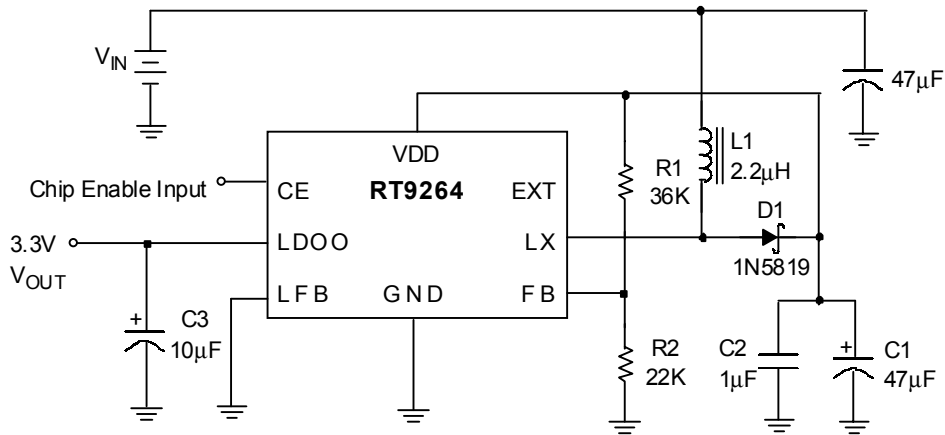 V_IN
47μF
VDD
RT9264
Chip Enable Input
CE
EXT
R1
36K
L1
2.2μH
3.3V
V_OUT
LDOO
LX
D1
1N5819
LFB
GND
FB
+
C3
10μF
R2
22K
C2
1μF
+
C1
47μF